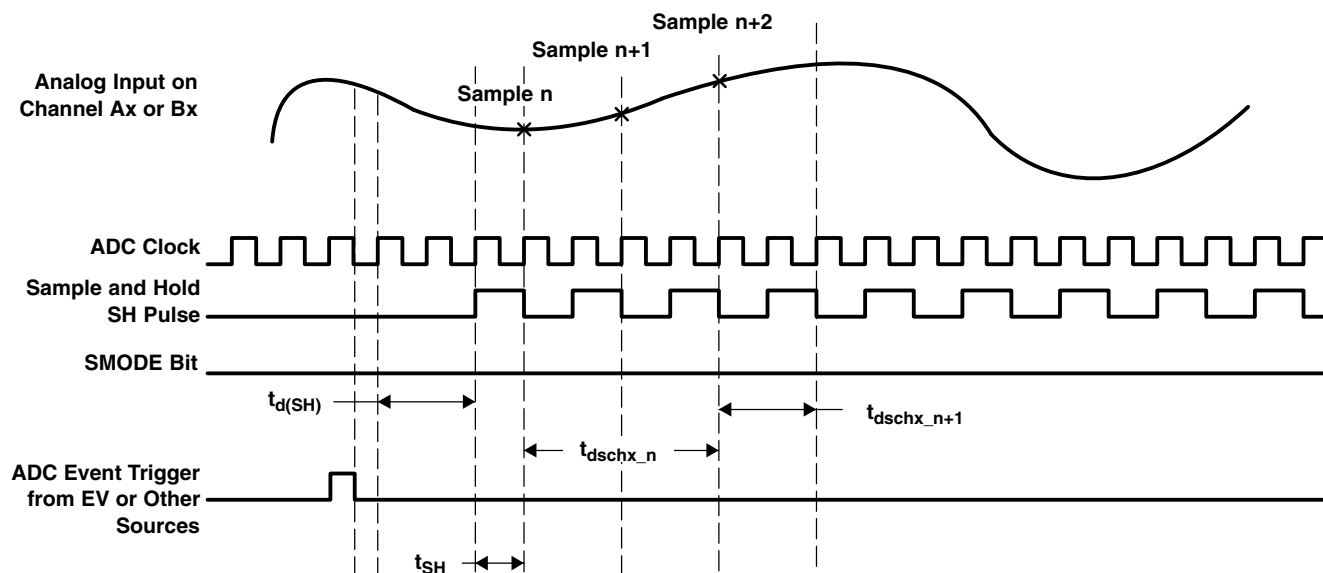 Sample n+2
Sample n+1
Analog Input on
Channel Ax or Bx
Sample n
ADC Clock
Sample and Hold
SH Pulse
SMODE Bit
td(SH)
tdschx_n+1
tdschx_n
ADC Event Trigger
from EV or Other
Sources
tSH